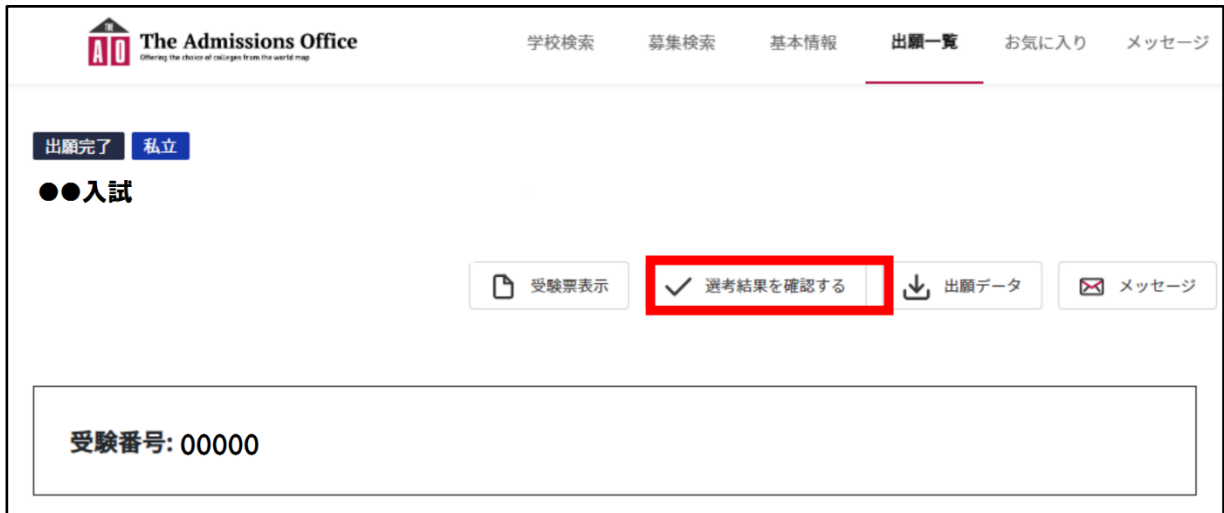 THE
AO
The Admissions Office
Offering the choice of colleges from the world map
学校検索 募集検索 基本情報 出願一覧 お気に入り メッセージ
出願完了 私立
●●入試
受験票表示 選考結果を確認する 出願データ メッセージ
受験番号: 00000